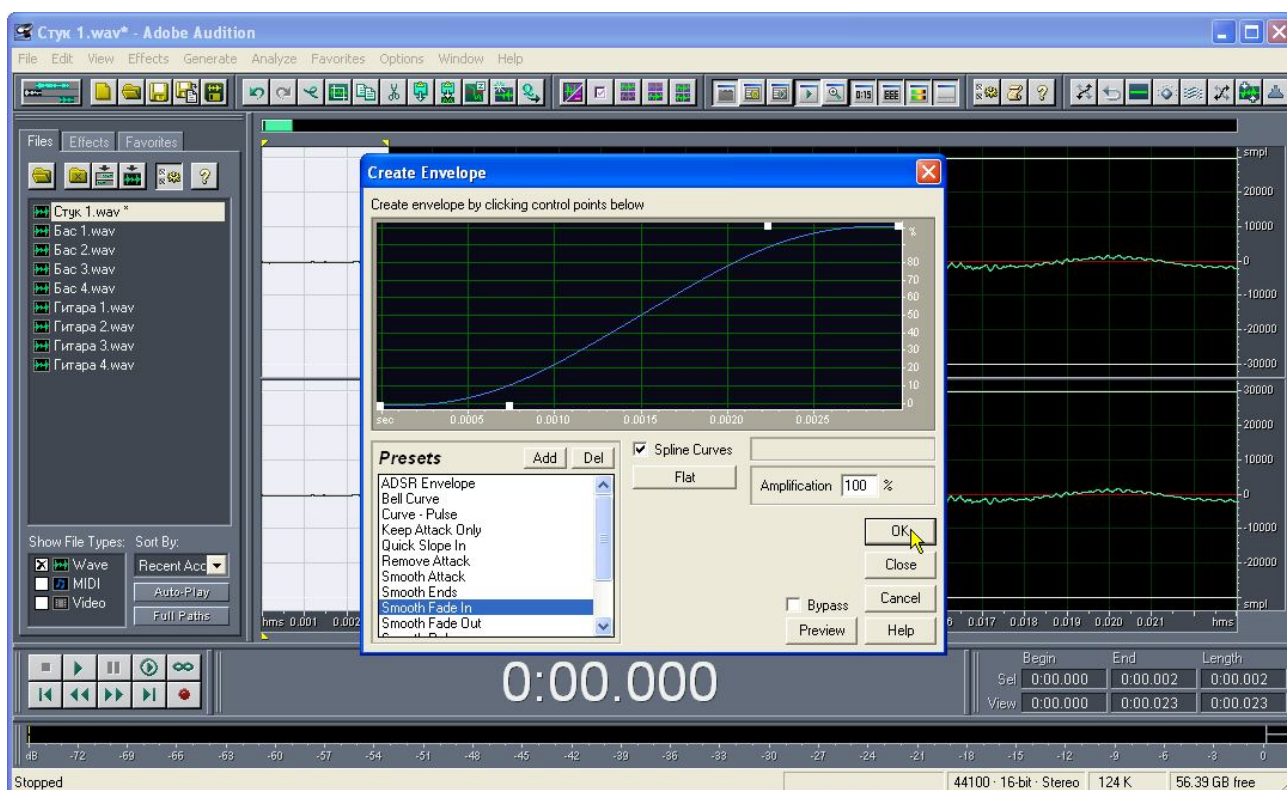 Стук 1.wav* - Adobe Audition
File Edit View Effects Generate Analyze Favorites Options Window Help
Files Effects Favorites
Стук 1.wav *
Бас 1.wav
Бас 2.wav
Бас 3.wav
Бас 4.wav
Гитара 1.wav
Гитара 2.wav
Гитара 3.wav
Гитара 4.wav
Show File Types: Sort By:
Wave Recent Acc
MIDI Auto-Play
Video Full Paths
Create Envelope
Create envelope by clicking control points below
%
80
70
60
50
40
30
20
10
0
sec 0.0005 0.0010 0.0015 0.0020 0.0025
Presets Add Del
ADSR Envelope
Bell Curve
Curve - Pulse
Keep Attack Only
Quick Slope In
Remove Attack
Smooth Attack
Smooth Ends
Smooth Fade In
Smooth Fade Out
Spline Curves
Flat
Amplification 100 %
OK
Close
Cancel
Bypass
Preview Help
smpl
20000
10000
0
-10000
-20000
-30000
30000
20000
10000
0
-10000
-20000
smpl
hms 0.001 0.002 0.017 0.018 0.019 0.020 0.021 hms
0:00.000
Begin End Length
Sel 0:00.000 0:00.002 0:00.002
View 0:00.000 0:00.023 0:00.023
dB -72 -69 -66 -63 -60 -57 -54 -51 -48 -45 -42 -39 -36 -33 -30 -27 -24 -21 -18 -15 -12 -9 -6 -3 0
Stopped
44100 · 16-bit · Stereo 124 K 56.39 GB free